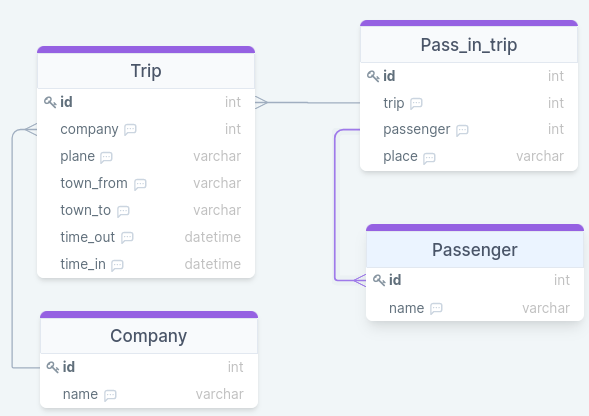 Trip
id int
company int
plane varchar
town_from varchar
town_to varchar
time_out datetime
time_in datetime
Pass_in_trip
id int
trip int
passenger int
place varchar
Passenger
id int
name varchar
Company
id int
name varchar